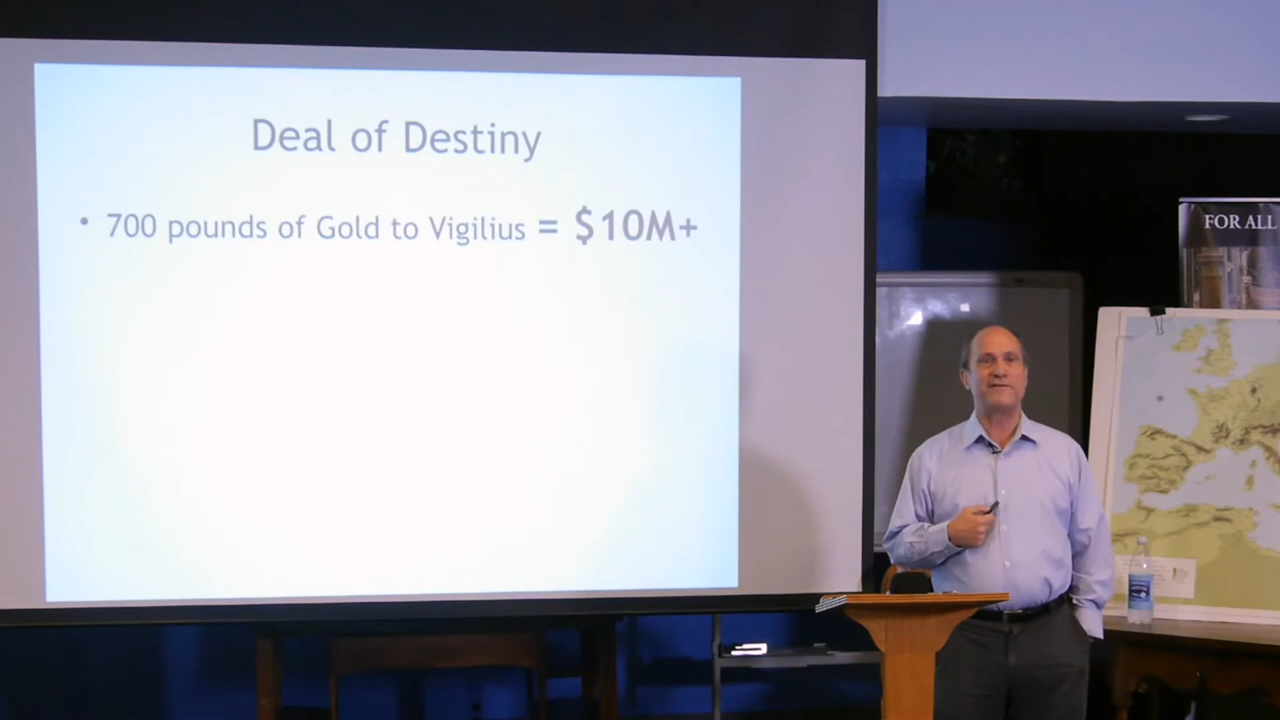 Deal of Destiny
• 700 pounds of Gold to Vigilius = $10M+
FOR ALL